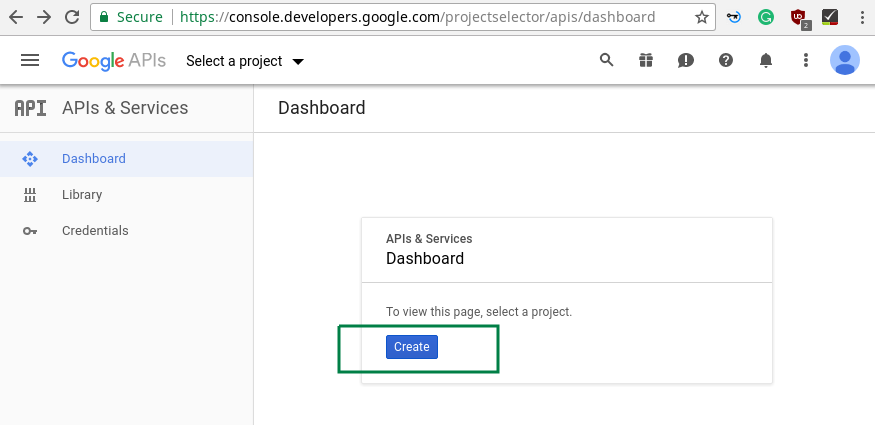 Secure https://console.developers.google.com/projectselector/apis/dashboard
2
Google APIs Select a project
API APIs & Services
Dashboard
Dashboard
Library
Credentials
APIs & Services
Dashboard
To view this page, select a project.
Create